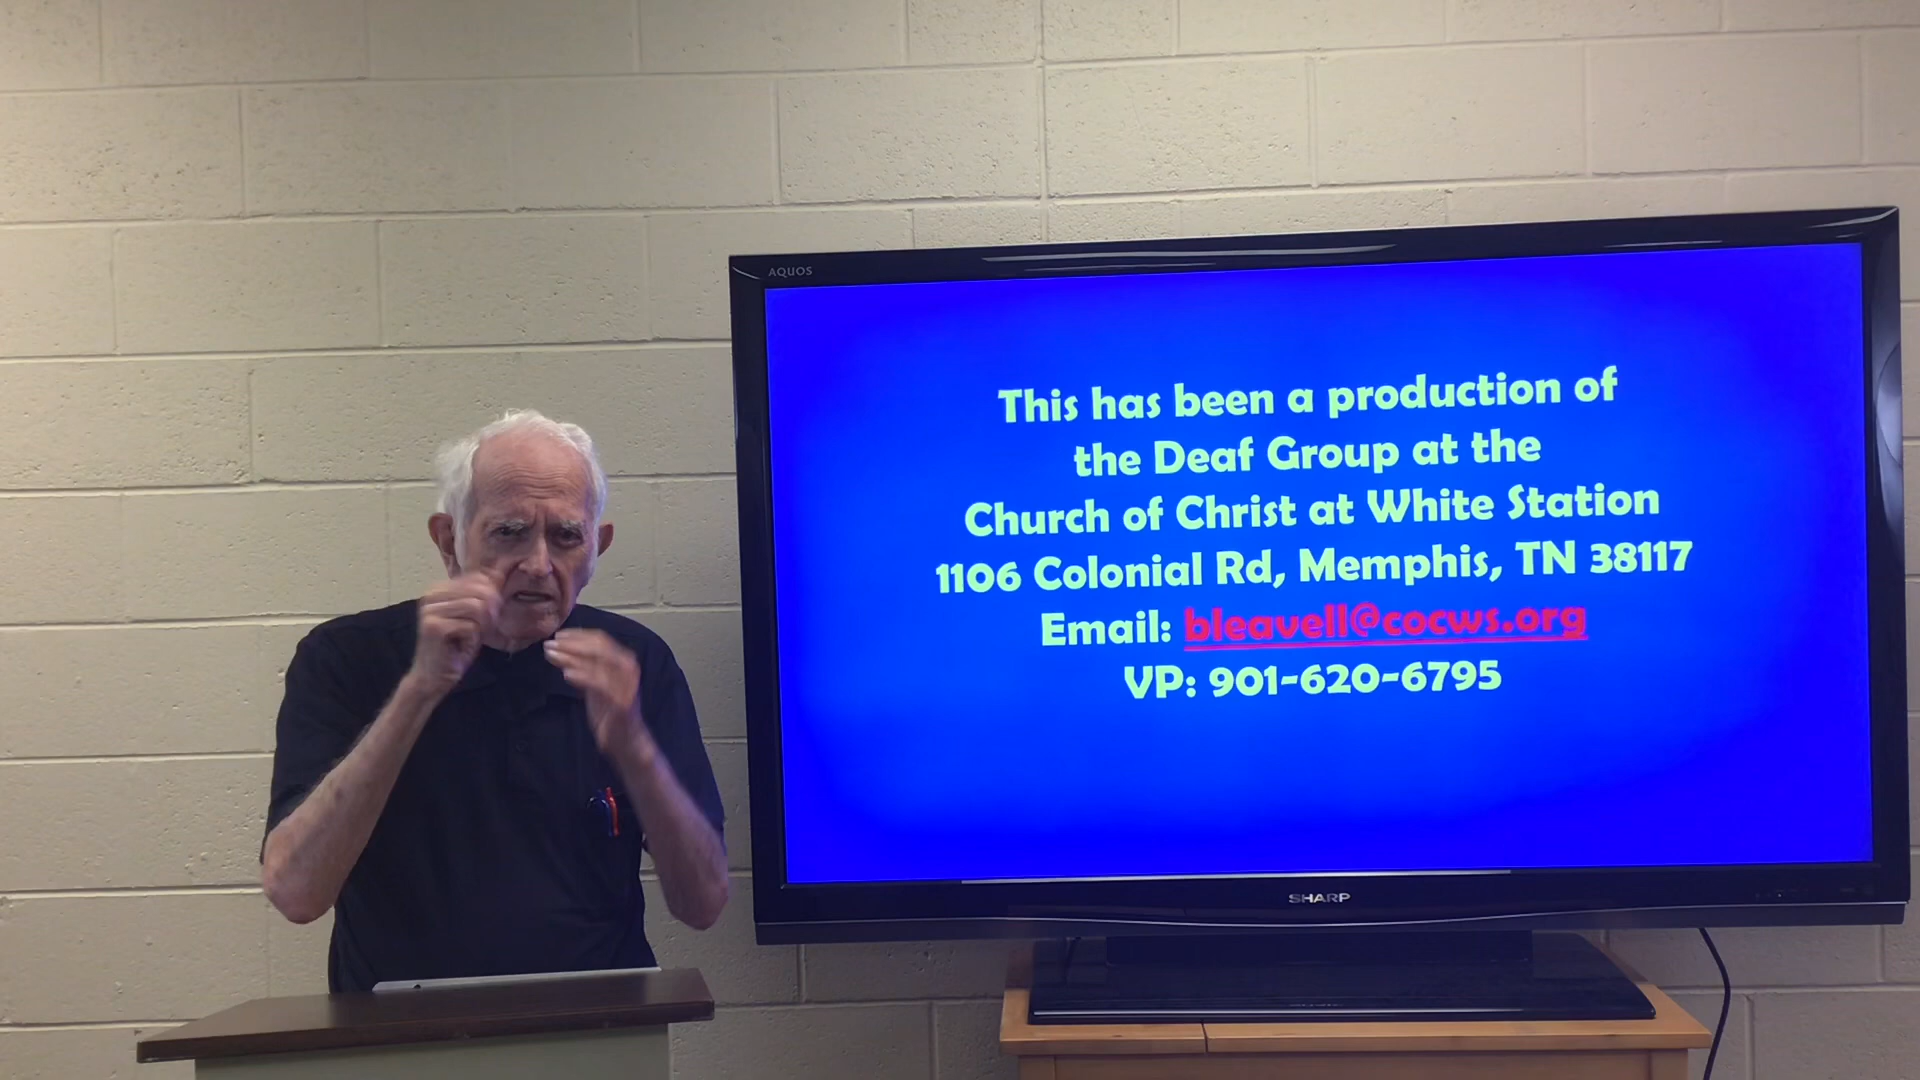 AQUOS
This has been a production of
the Deaf Group at the
Church of Christ at White Station
1106 Colonial Rd, Memphis, TN 38117
Email: bleavell@cocws.org
VP: 901-620-6795
SHARP